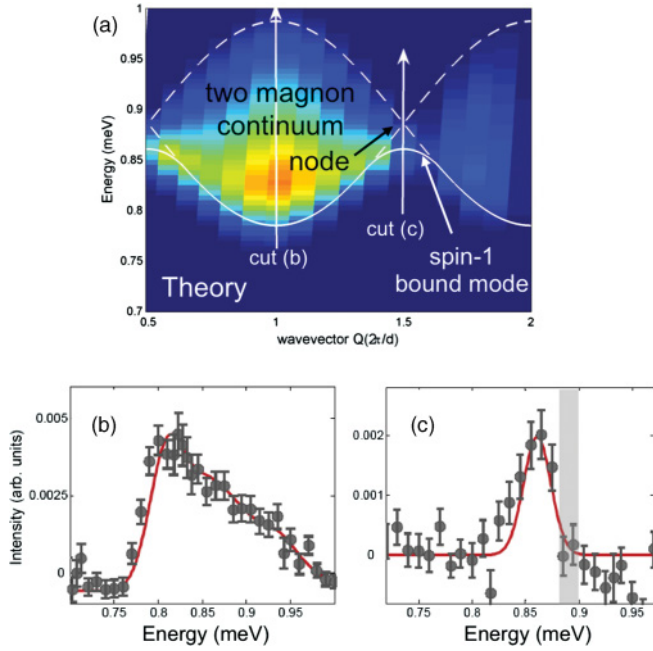 (a)
1
0.95
0.9
0.85
0.8
0.75
0.7
Energy (meV)
two magnon
continuum
node
cut (b)
cut (c)
spin-1
bound mode
Theory
0.5 1 1.5 2
wavevector Q(2π/d)
(b)
0.005
0.0025
0
Intensity (arb. units)
0.75 0.8 0.85 0.9 0.95
Energy (meV)
(c)
0.002
0.001
0
0.75 0.8 0.85 0.9 0.95
Energy (meV)